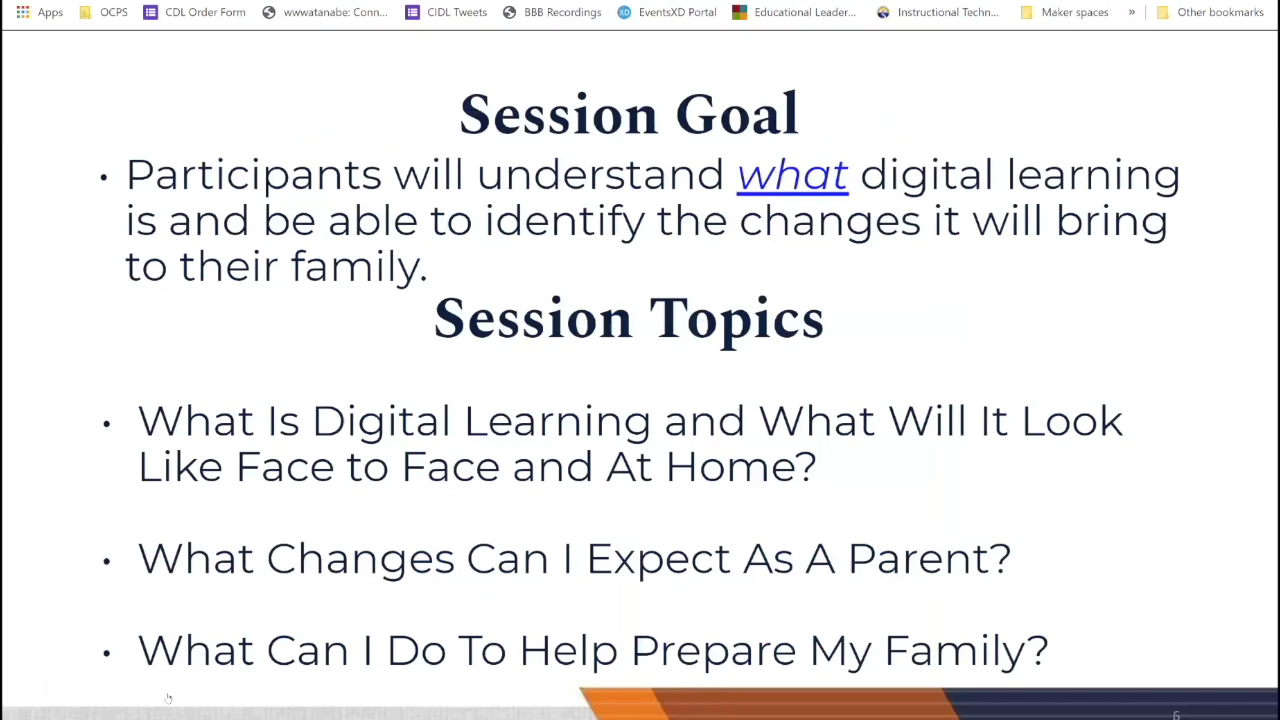 Apps OCPS CDL Order Form wwwatanabe: Conn... CIDL Tweets BBB Recordings EventsXD Portal Educational Leader... Instructional Techn... Maker spaces » Other bookmarks
Session Goal
• Participants will understand what digital learning
is and be able to identify the changes it will bring
to their family.
Session Topics
• What Is Digital Learning and What Will It Look
Like Face to Face and At Home?
• What Changes Can I Expect As A Parent?
• What Can I Do To Help Prepare My Family?
6